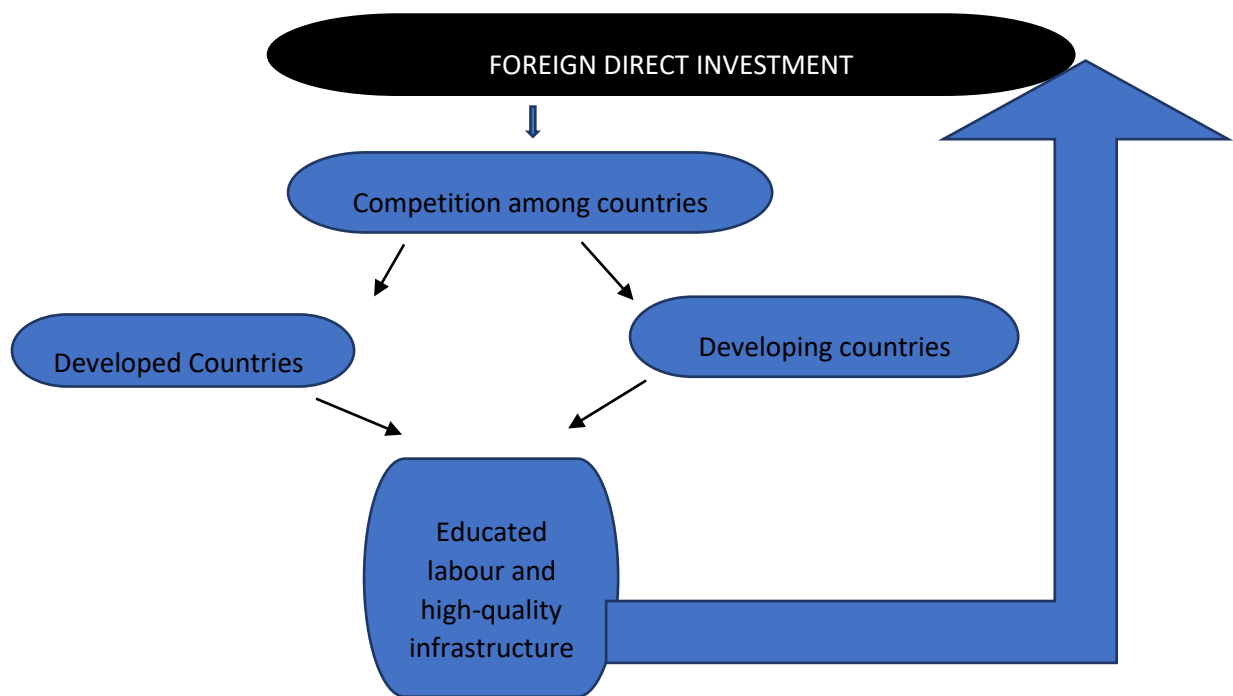 FOREIGN DIRECT INVESTMENT
Competition among countries
Developed Countries
Developing countries
Educated
labour and
high-quality
infrastructure